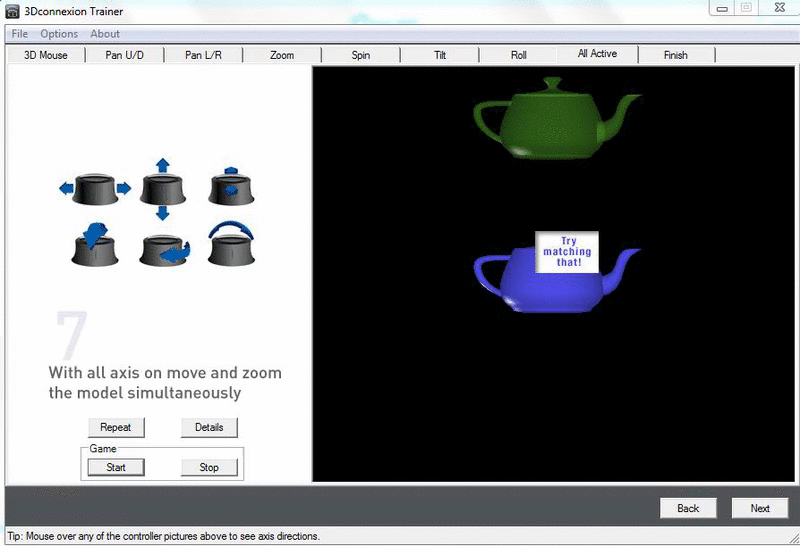 3Dconnexion Trainer
File Options About
3D Mouse Pan U/D Pan L/R Zoom Spin Tilt Roll All Active Finish
Try
matching
that!
7
With all axis on move and zoom
the model simultaneously
Repeat Details
Game
Start Stop
Back Next
Tip: Mouse over any of the controller pictures above to see axis directions.